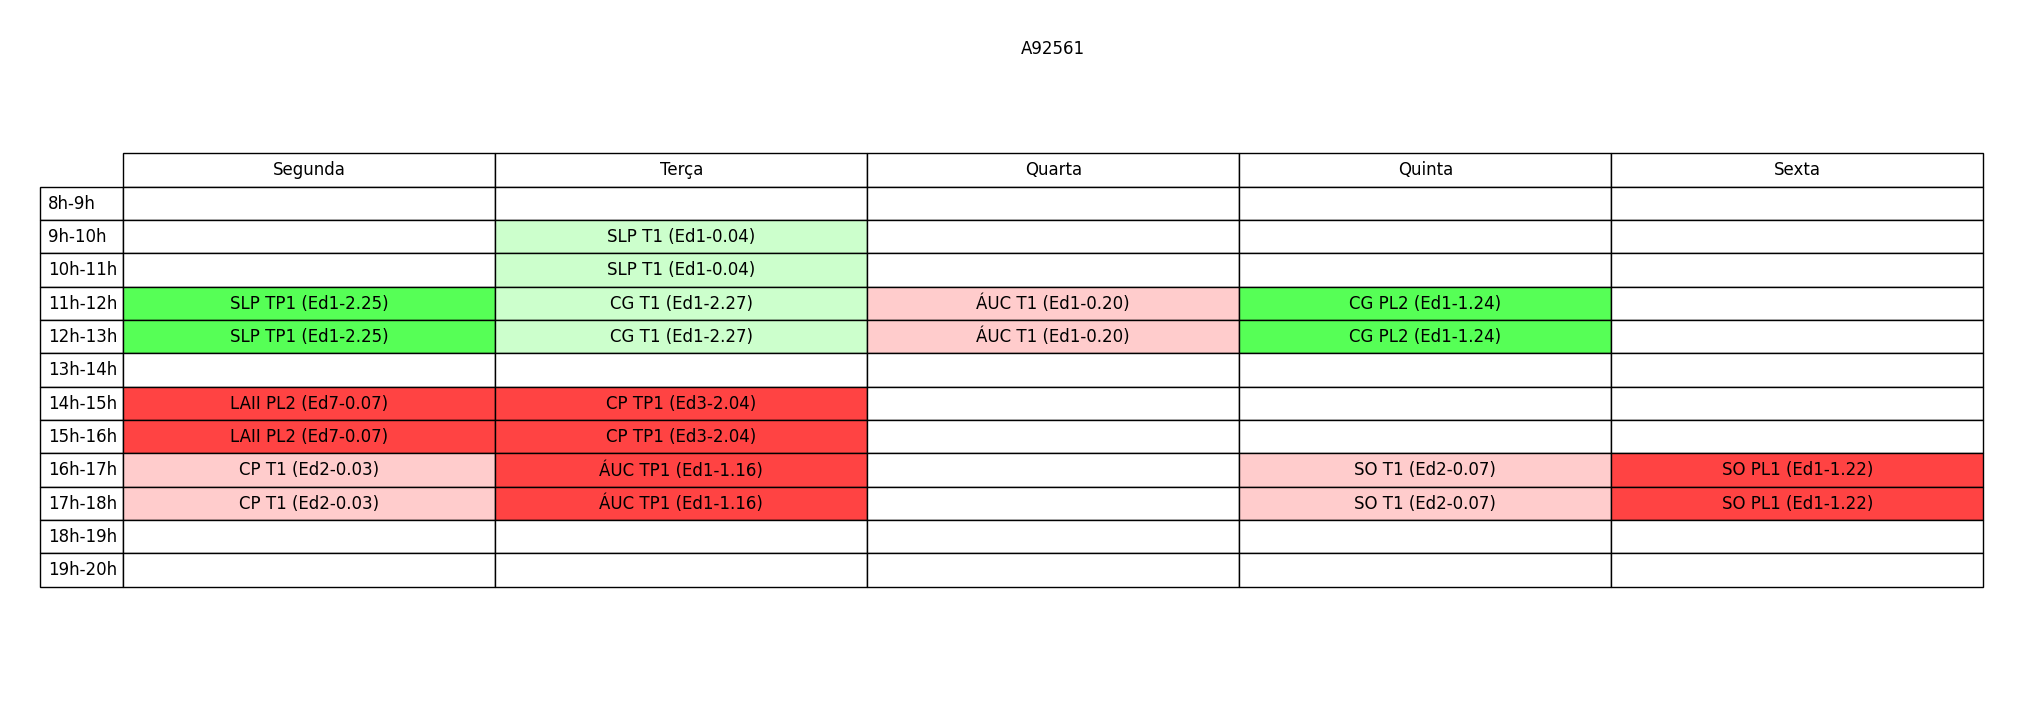 A92561
Segunda Terça Quarta Quinta Sexta
8h-9h
9h-10h SLP T1 (Ed1-0.04)
10h-11h SLP T1 (Ed1-0.04)
11h-12h SLP TP1 (Ed1-2.25) CG T1 (Ed1-2.27) ÁUC T1 (Ed1-0.20) CG PL2 (Ed1-1.24)
12h-13h SLP TP1 (Ed1-2.25) CG T1 (Ed1-2.27) ÁUC T1 (Ed1-0.20) CG PL2 (Ed1-1.24)
13h-14h
14h-15h LAII PL2 (Ed7-0.07) CP TP1 (Ed3-2.04)
15h-16h LAII PL2 (Ed7-0.07) CP TP1 (Ed3-2.04)
16h-17h CP T1 (Ed2-0.03) ÁUC TP1 (Ed1-1.16) SO T1 (Ed2-0.07) SO PL1 (Ed1-1.22)
17h-18h CP T1 (Ed2-0.03) ÁUC TP1 (Ed1-1.16) SO T1 (Ed2-0.07) SO PL1 (Ed1-1.22)
18h-19h
19h-20h